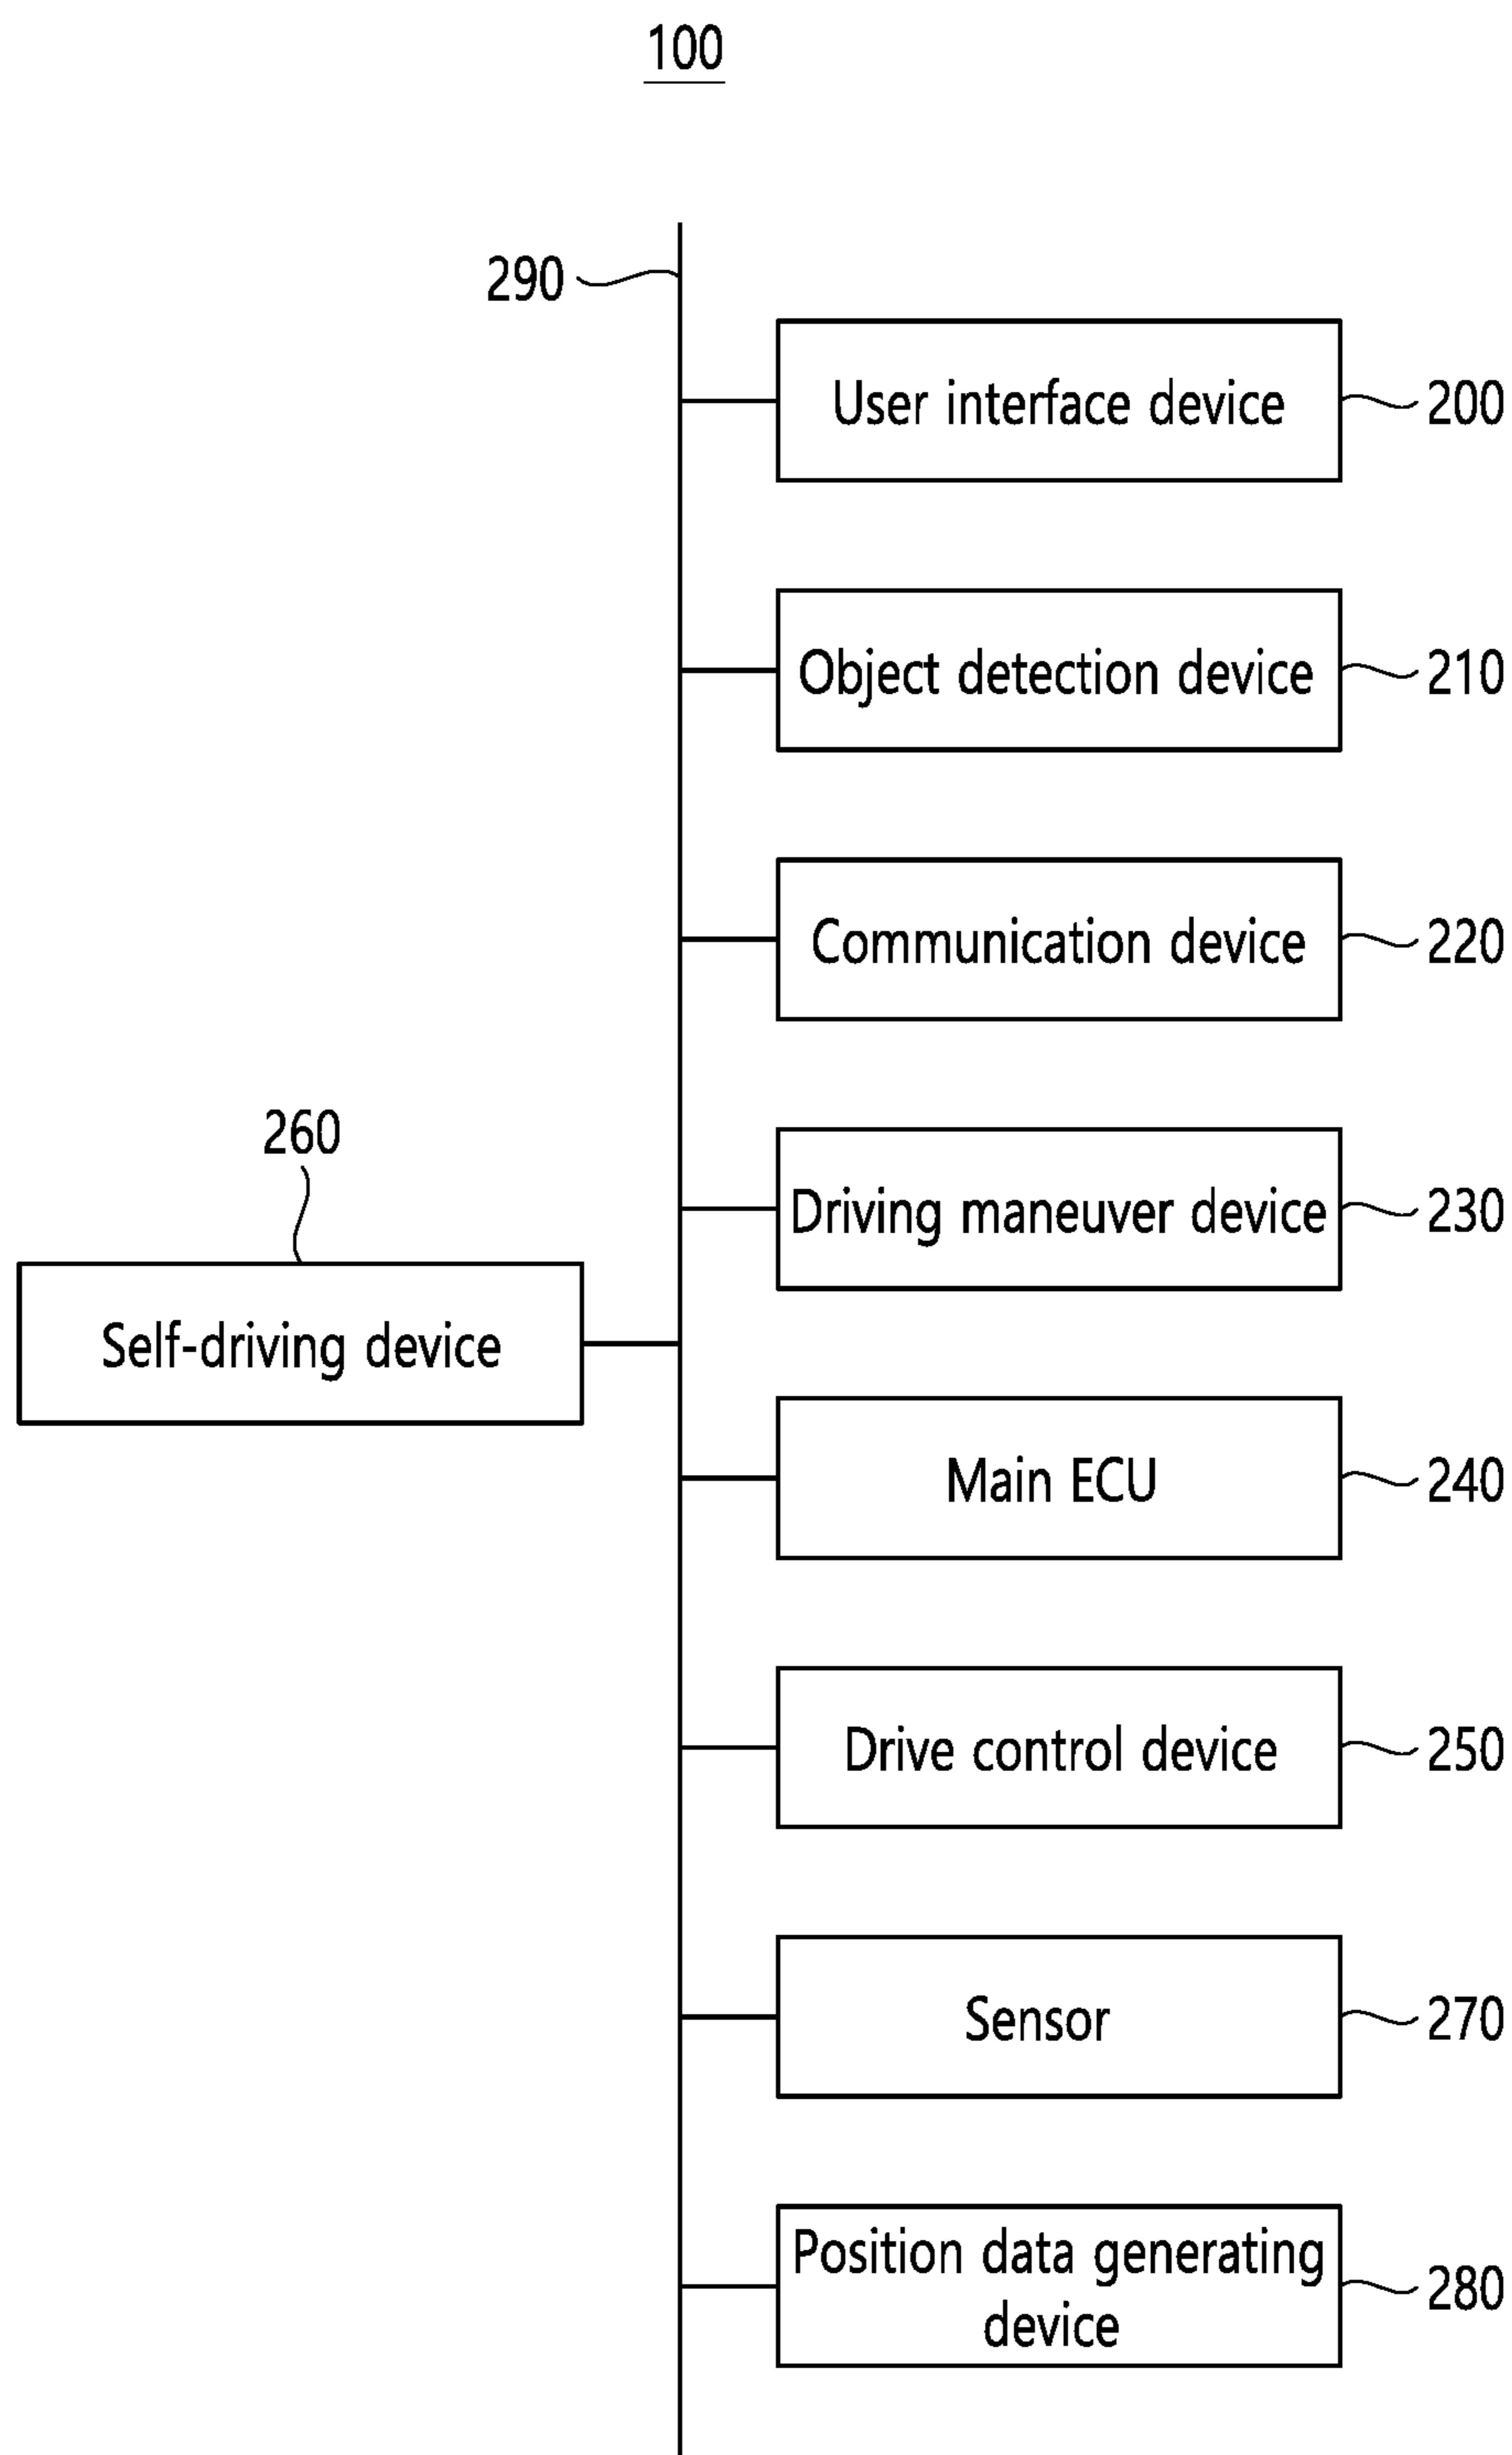 100
290
User interface device
200
Object detection device
210
Communication device
220
260
Driving maneuver device
230
Self-driving device
Main ECU
240
Drive control device
250
Sensor
270
Position data generating
device
280